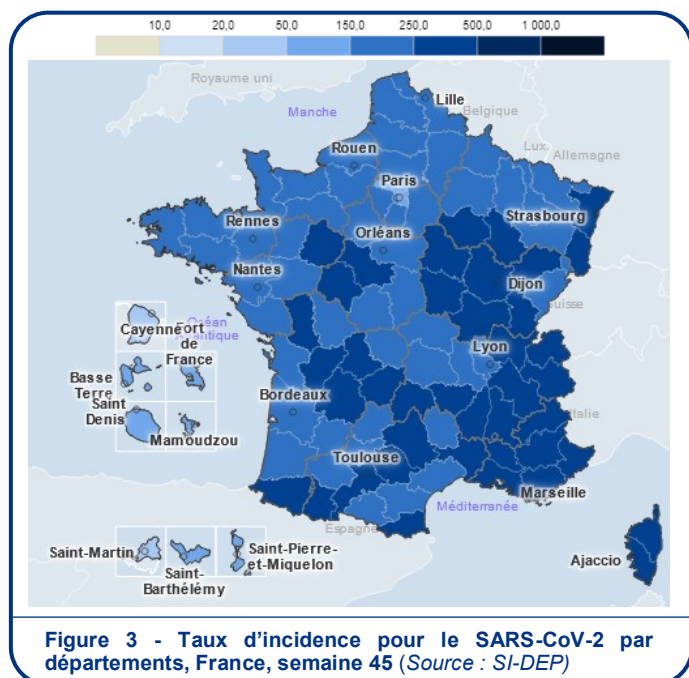 10,0 20,0 50,0 150,0 250,0 500,0 1 000,0
Royaume uni
Lille
Manche
Belgique
Rouen
Lux.
Allemagne
Paris
Strasbourg
Rennes
Orléans
Nantes
Dijon
Suisse
Océan
Atlantique
Cayenne
Fort
de
France
Lyon
Basse
Terre
Saint
Denis
Bordeaux
Italie
Mamoudzou
Toulouse
Marseille
Méditerranée
Espagne
Saint-Martin
Saint-Pierre-
et-Miquelon
Saint-
Barthélémy
Ajaccio
Figure 3 - Taux d’incidence pour le SARS-CoV-2 par
départements, France, semaine 45 (Source : SI-DEP)